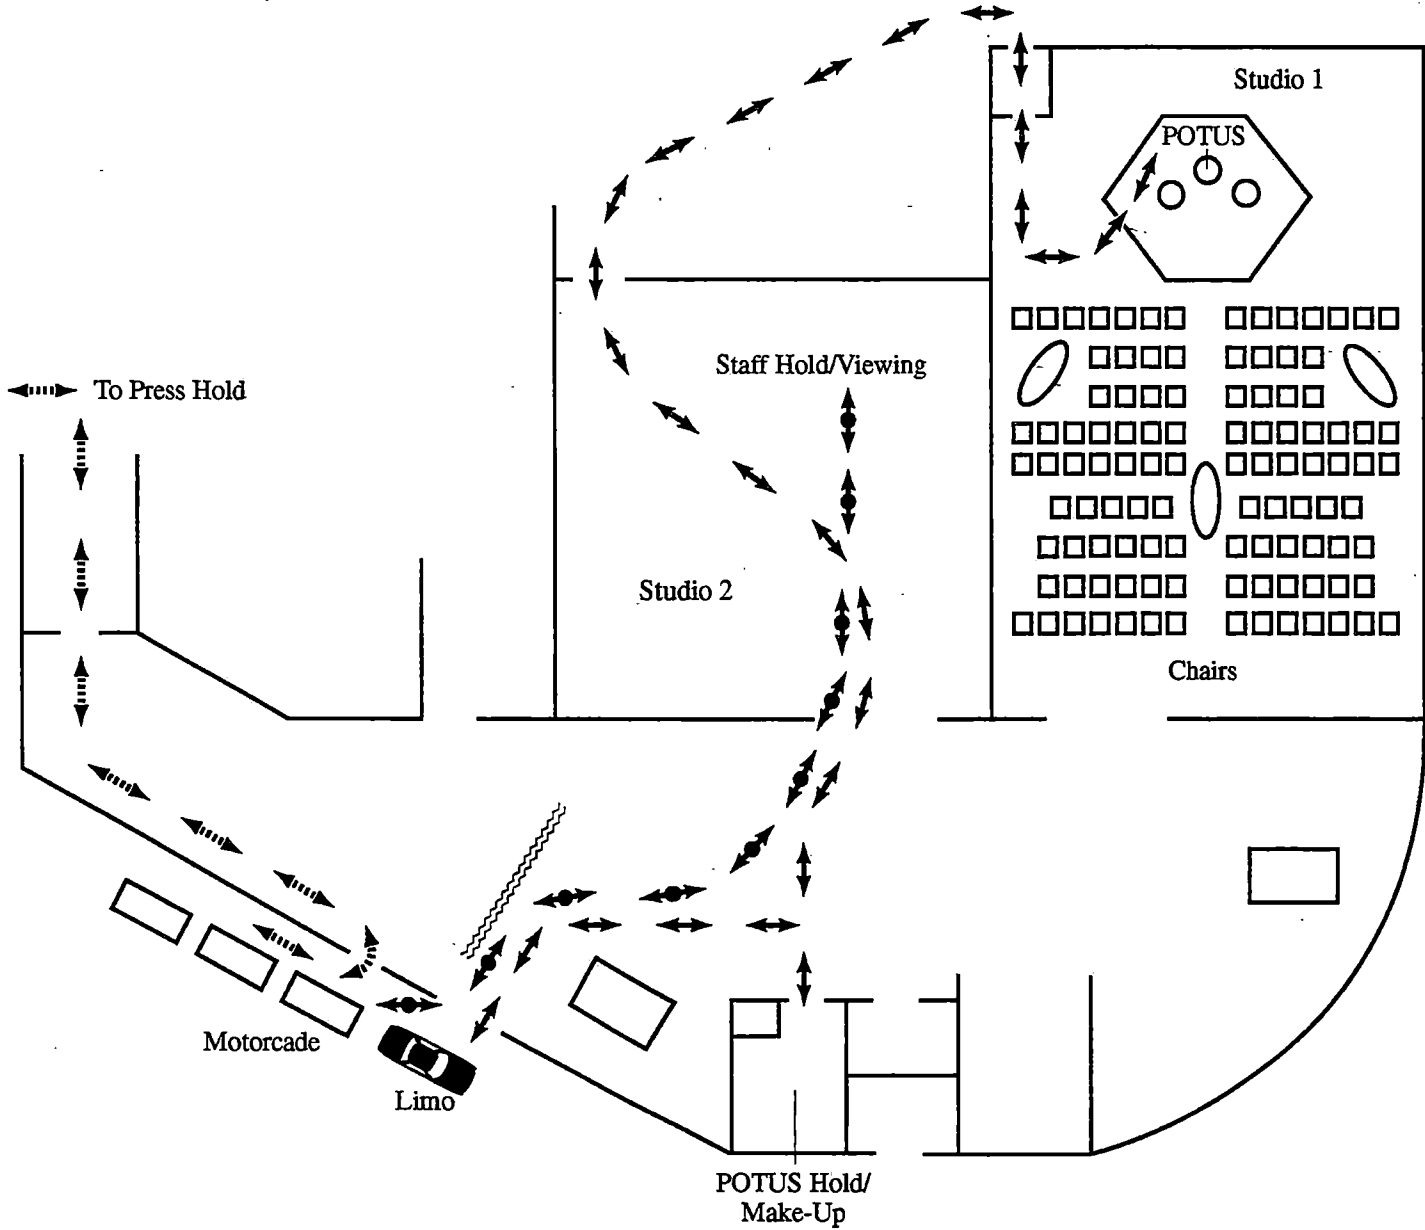 Studio 1
POTUS
Staff Hold/Viewing
To Press Hold
Studio 2
Chairs
Motorcade
Limo
POTUS Hold/
Make-Up